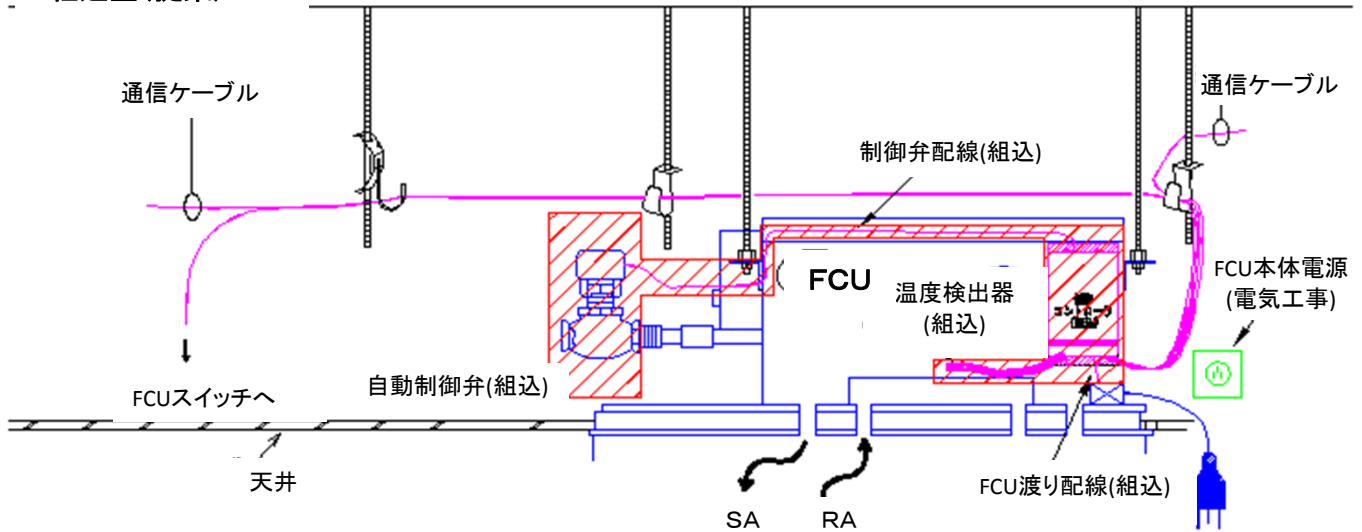 通信ケーブル
通信ケーブル
制御弁配線(組込)
FCU
温度検出器
(組込)
FCU本体電源
(電気工事)
自動制御弁(組込)
FCUスイッチへ
天井
FCU渡り配線(組込)
SA
RA